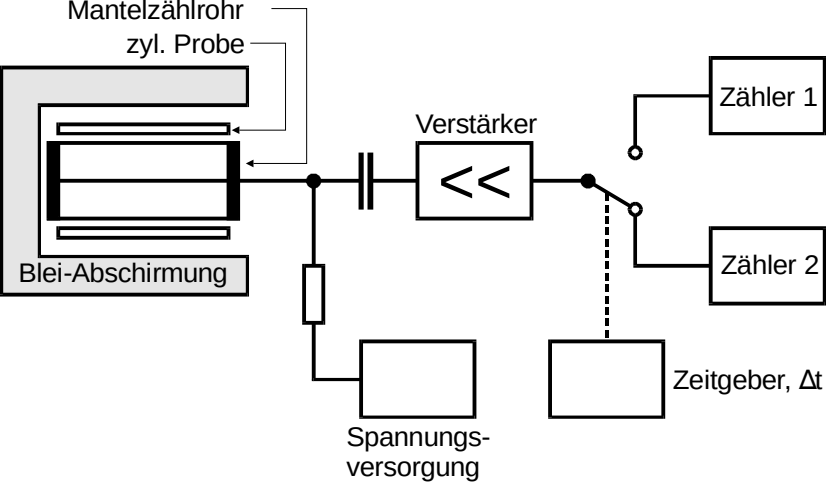 Mantelzählrohr
zyl. Probe
Verstärker
<<
Zähler 1
Zähler 2
Blei-Abschirmung
Zeitgeber, Δt
Spannungs-
versorgung